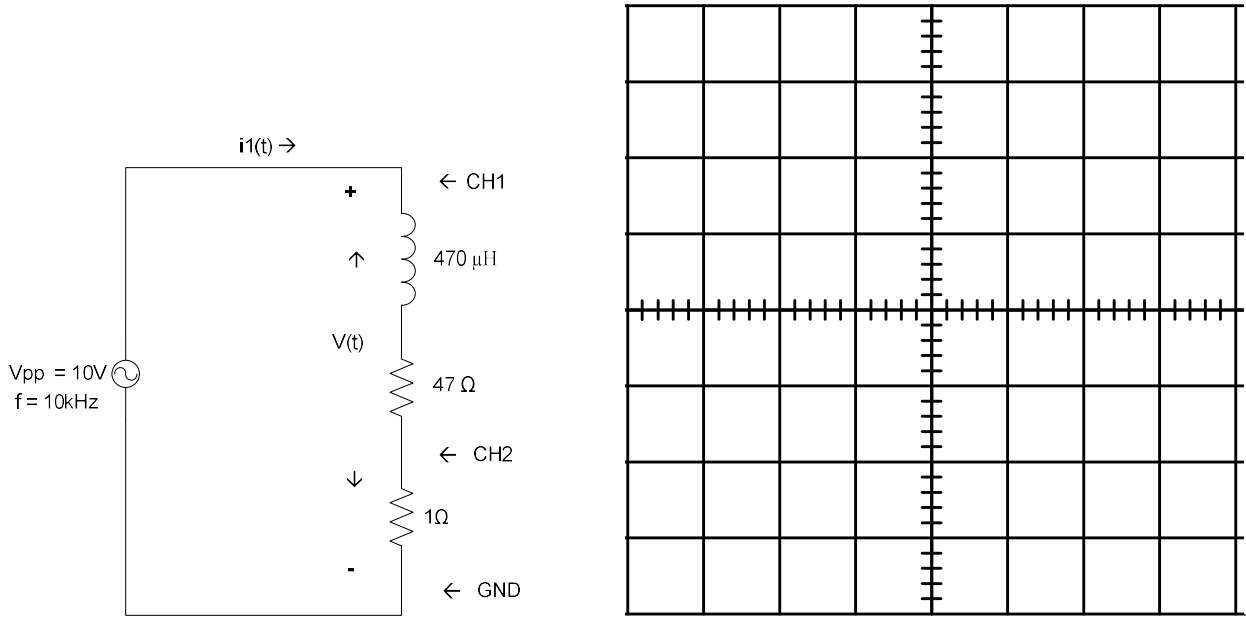 i1(t) →
+
← CH1
↑
470 μH
V(t)
Vpp = 10V
f = 10kHz
47 Ω
← CH2
↓
1Ω
-
← GND